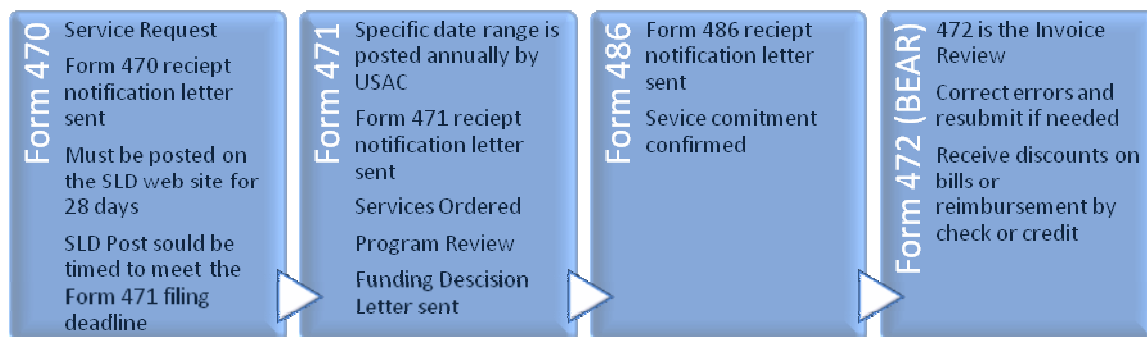 Form 470
Service Request
Form 470 reciept
notification letter
sent
Must be posted on
the SLD web site for
28 days
SLD Post sould be
timed to meet the
Form 471 filing
deadline
Form 471
Specific date range is
posted annually by
USAC
Form 471 reciept
notification letter
sent
Services Ordered
Program Review
Funding Descision
Letter sent
Form 486
Form 486 reciept
notification letter
sent
Sevice comitment
confirmed
Form 472 (BEAR)
472 is the Invoice
Review
Correct errors and
resubmit if needed
Receive discounts on
bills or
reimbursement by
check or credit